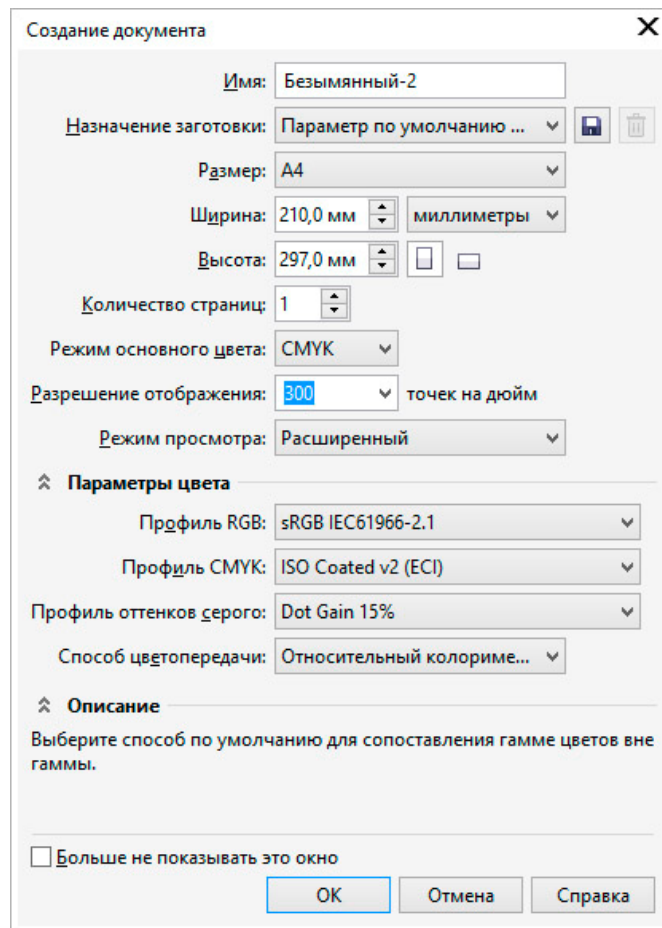 Создание документа
Имя: Безымянный-2
Назначение заготовки: Параметр по умолчанию ...
Размер: A4
Ширина: 210,0 мм миллиметры
Высота: 297,0 мм
Количество страниц: 1
Режим основного цвета: CMYK
Разрешение отображения: 300 точек на дюйм
Режим просмотра: Расширенный
Параметры цвета
Профиль RGB: sRGB IEC61966-2.1
Профиль CMYK: ISO Coated v2 (ECI)
Профиль оттенков серого: Dot Gain 15%
Способ цветопередачи: Относительный колориме...
Описание
Выберите способ по умолчанию для сопоставления гамме цветов вне
гаммы.
Больше не показывать это окно
OK Отмена Справка